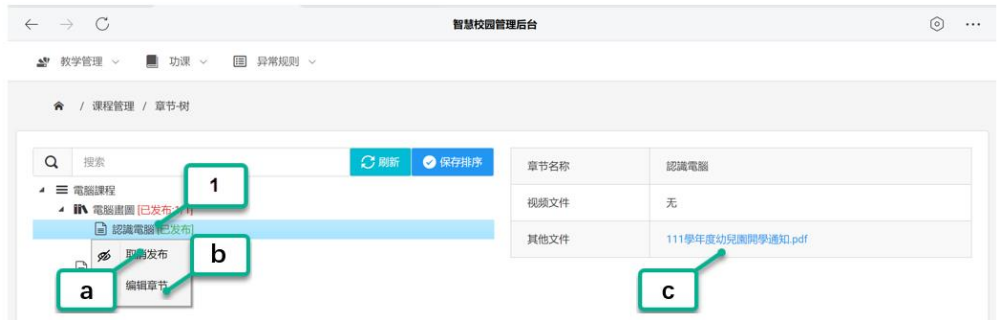 智慧校园管理后台
教学管理 功课 异常规则
/ 课程管理 / 章节-树
搜索 刷新 保存排序
電腦課程
電腦畫圖 [已发布:1/1]
認識電腦[已发布]
取消发布
编辑章节
1
a
b
c
章节名称 認識電腦
视频文件 无
其他文件 111學年度幼兒園開學通知.pdf